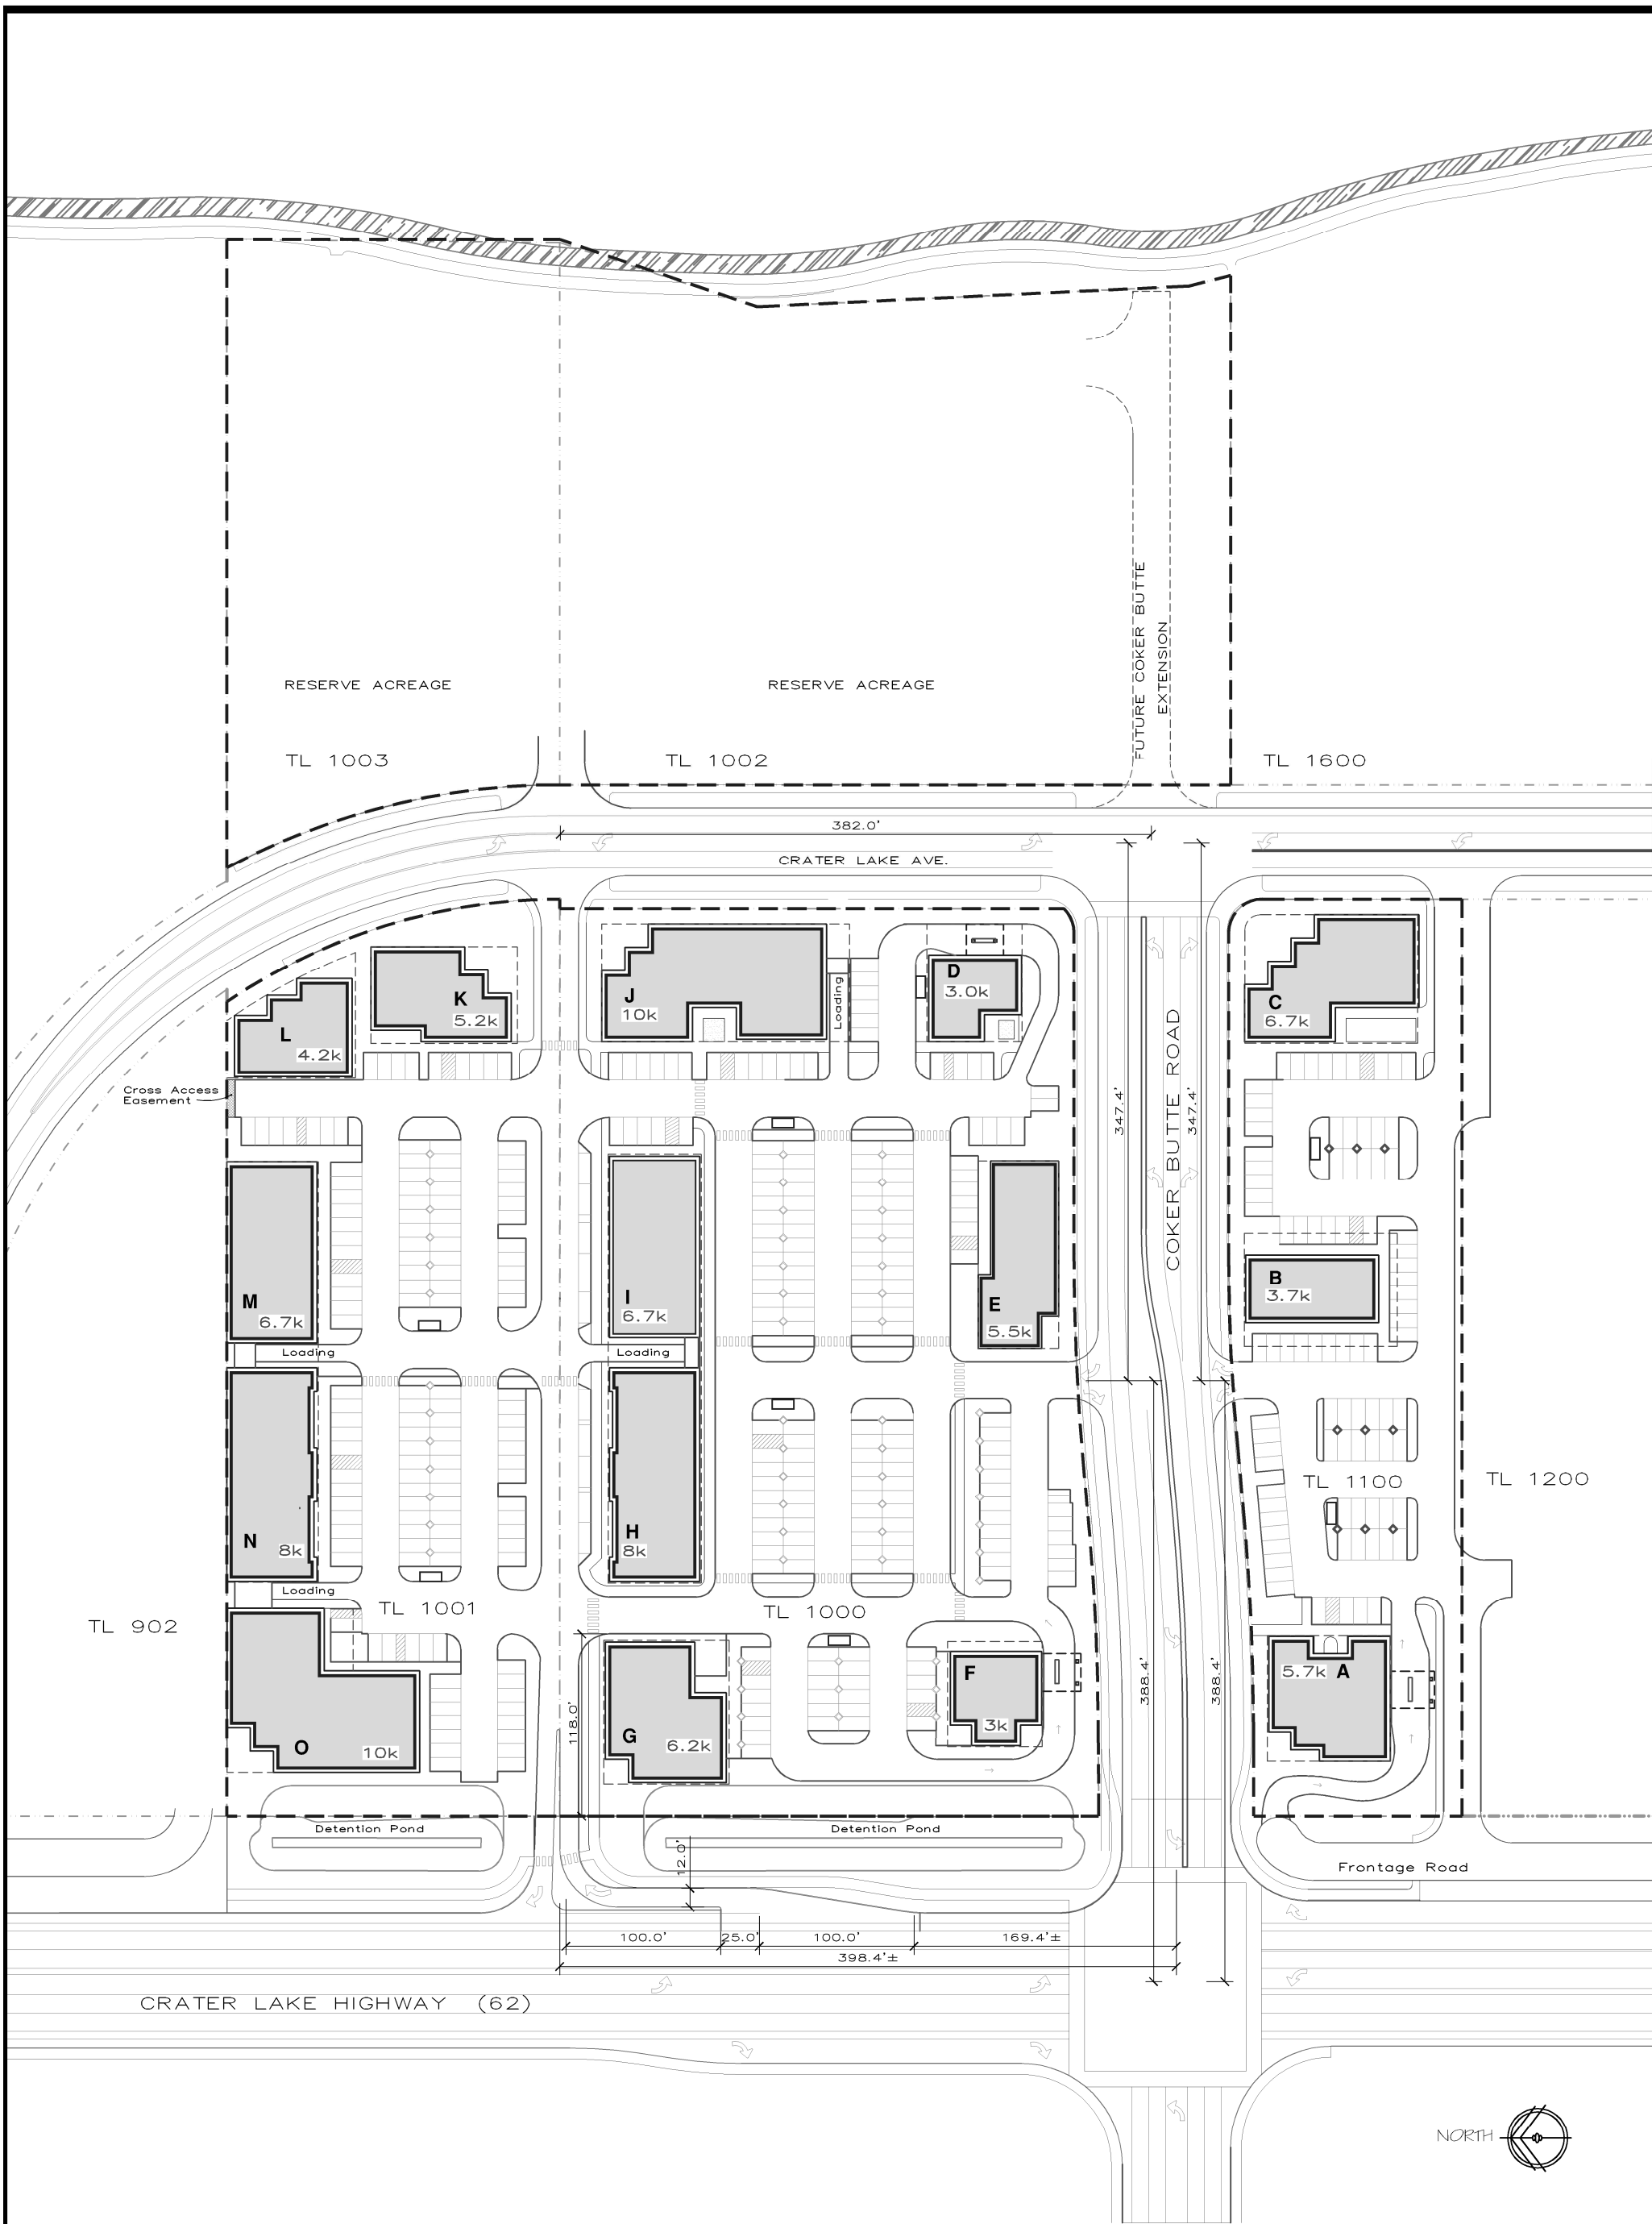 FUTURE COKER BUTTE
EXTENSION
RESERVE ACREAGE
RESERVE ACREAGE
TL 1003
TL 1002
TL 1600
382.0'
CRATER LAKE AVE.
J
10k
Loading
D
3.0k
C
6.7k
K
5.2k
L
4.2k
Cross Access
Easement
347.4'
347.4'
COKER BUTTE ROAD
M
6.7k
I
6.7k
E
5.5k
B
3.7k
Loading
Loading
N
8k
H
8k
TL 1100
TL 1200
Loading
TL 902
TL 1001
TL 1000
O
10k
118.0'
G
6.2k
F
3k
388.4'
388.4'
5.7k A
Detention Pond
Detention Pond
12.0'
Frontage Road
100.0'
25.0'
100.0'
169.4'±
398.4'±
CRATER LAKE HIGHWAY (62)
NORTH